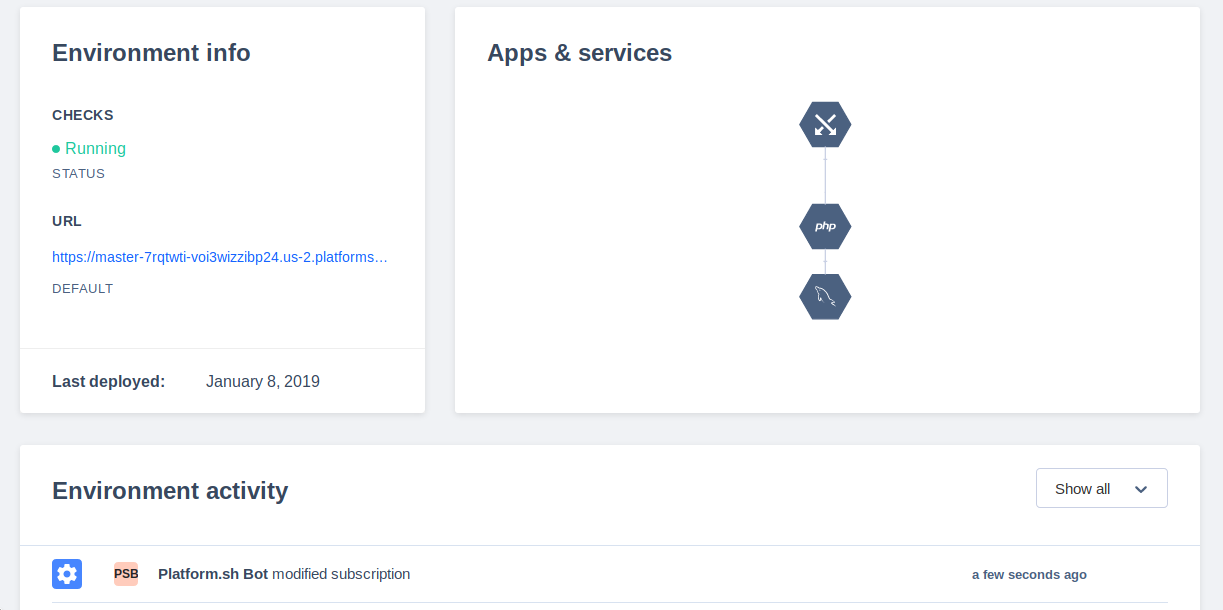 Environment info
CHECKS
Running
STATUS
URL
https://master-7rqtwti-voi3wizzibp24.us-2.platforms…
DEFAULT
Last deployed: January 8, 2019
Apps & services
php
Environment activity
Show all
PSB Platform.sh Bot modified subscription a few seconds ago